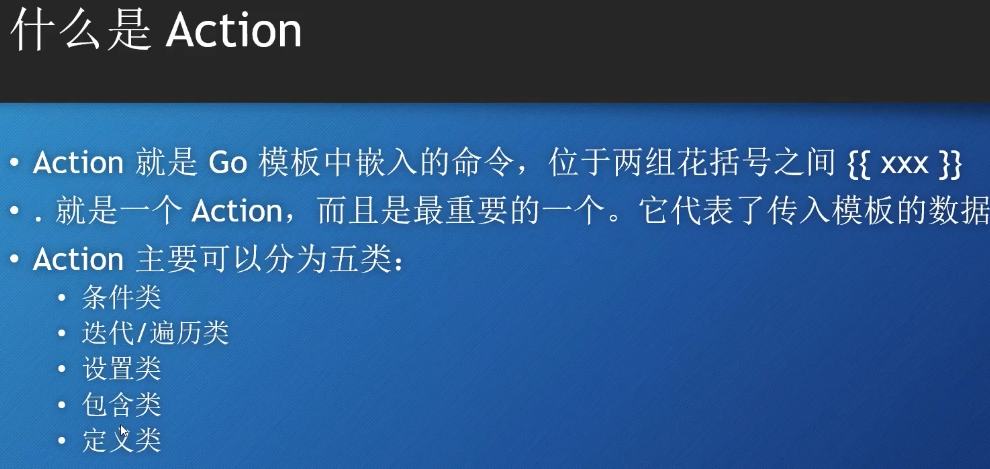 什么是 Action
• Action 就是 Go 模板中嵌入的命令，位于两组花括号之间 {{ xxx }}
• . 就是一个 Action，而且是最重要的一个。它代表了传入模板的数据
• Action 主要可以分为五类：
• 条件类
• 迭代/遍历类
• 设置类
• 包含类
• 定义类